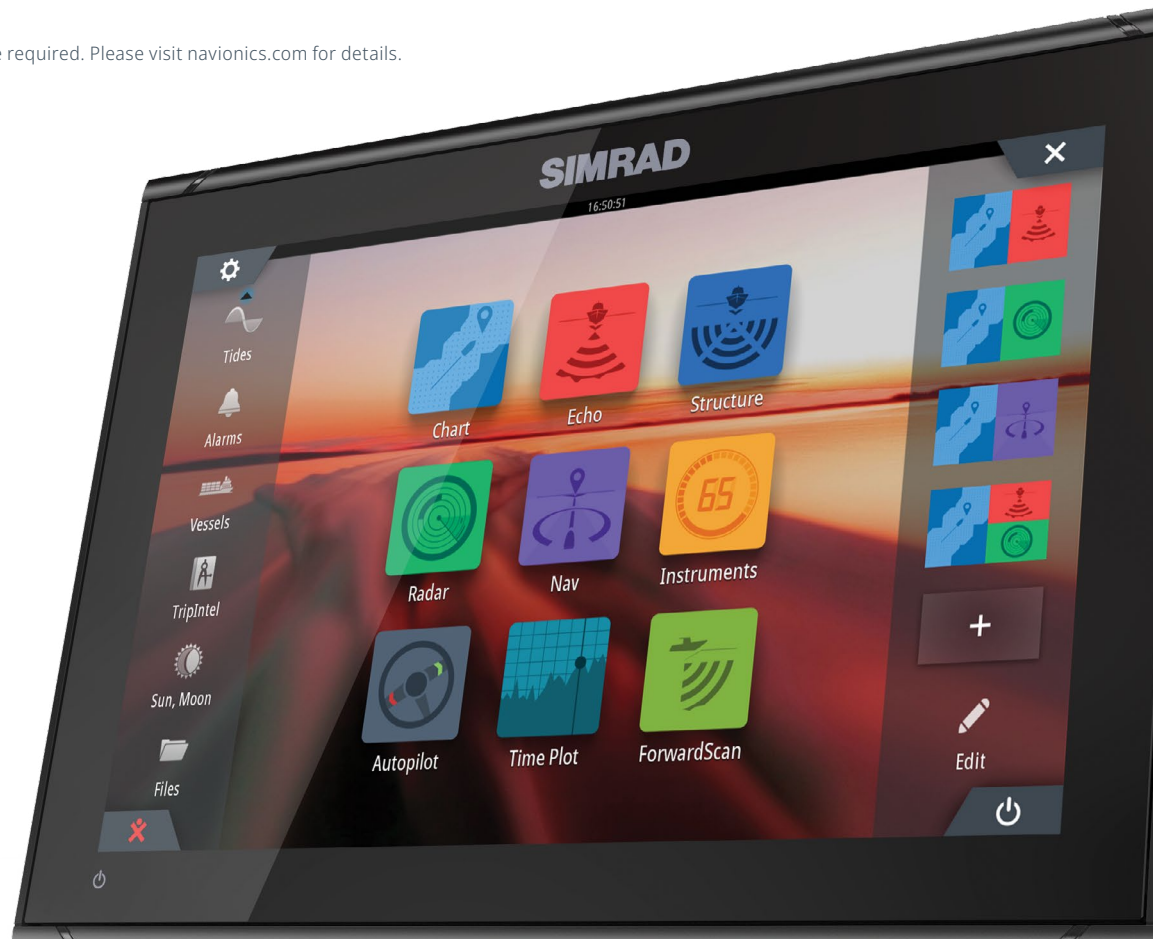 e required. Please visit navionics.com for details.
SIMRAD
16:50:51
Tides
Alarms
Vessels
TripIntel
Sun, Moon
Files
Chart
Echo
Structure
Radar
Nav
65
Instruments
Autopilot
Time Plot
ForwardScan
+
Edit